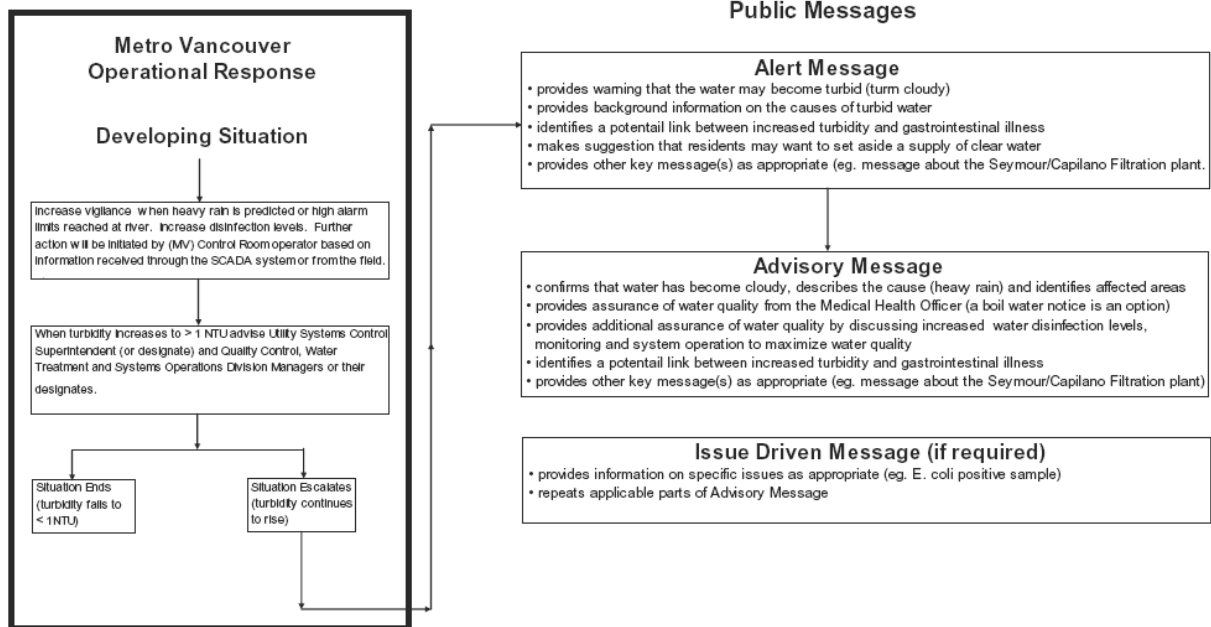 Metro Vancouver
Operational Response
Developing Situation
Increase vigilance when heavy rain is predicted or high alarm
limits reached at river. Increase disinfection levels. Further
action will be initiated by (MV) Control Room operator based on
information received through the SCADA system or from the field.
When turbidity increases to > 1 NTU advise Utility Systems Control
Superintendent (or designate) and Quality Control, Water
Treatment and Systems Operations Division Managers or their
designates.
Situation Ends
(turbidity falls to
< 1NTU)
Situation Escalates
(turbidity continues
to rise)
Public Messages
Alert Message
• provides warning that the water may become turbid (turn cloudy)
• provides background information on the causes of turbid water
• identifies a potentail link between increased turbidity and gastrointestinal illness
• makes suggestion that residents may want to set aside a supply of clear water
• provides other key message(s) as appropriate (eg. message about the Seymour/Capilano Filtration plant.
Advisory Message
• confirms that water has become cloudy, describes the cause (heavy rain) and identifies affected areas
• provides assurance of water quality from the Medical Health Officer (a boil water notice is an option)
• provides additional assurance of water quality by discussing increased water disinfection levels,
monitoring and system operation to maximize water quality
• identifies a potentail link between increased turbidity and gastrointestinal illness
• provides other key message(s) as appropriate (eg. message about the Seymour/Capilano Filtration plant)
Issue Driven Message (if required)
• provides information on specific issues as appropriate (eg. E. coli positive sample)
• repeats applicable parts of Advisory Message